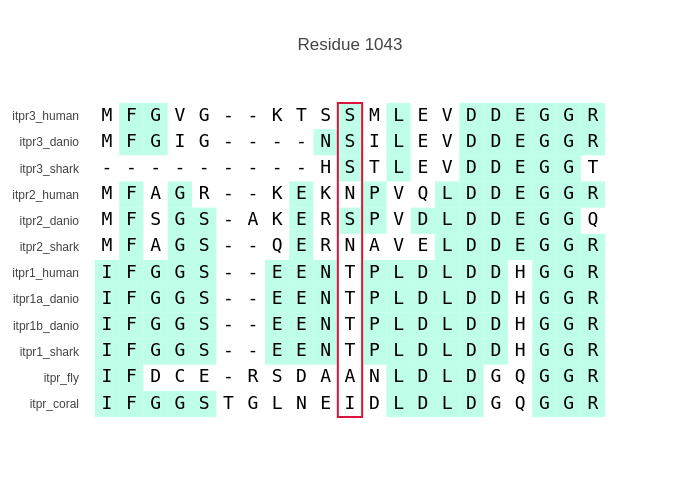 Residue 1043
itpr3_human M F G V G - - K T S S M L E V D D E G G R
itpr3_danio M F G I G - - - - N S I L E V D D E G G R
itpr3_shark - - - - - - - - - H S T L E V D D E G G T
itpr2_human M F A G R - - K E K N P V Q L D D E G G R
itpr2_danio M F S G S - A K E R S P V D L D D E G G Q
itpr2_shark M F A G S - - Q E R N A V E L D D E G G R
itpr1_human I F G G S - - E E N T P L D L D D H G G R
itpr1a_danio I F G G S - - E E N T P L D L D D H G G R
itpr1b_danio I F G G S - - E E N T P L D L D D H G G R
itpr1_shark I F G G S - - E E N T P L D L D D H G G R
itpr_fly I F D C E - R S D A A N L D L D G Q G G R
itpr_coral I F G G S T G L N E I D L D L D G Q G G R